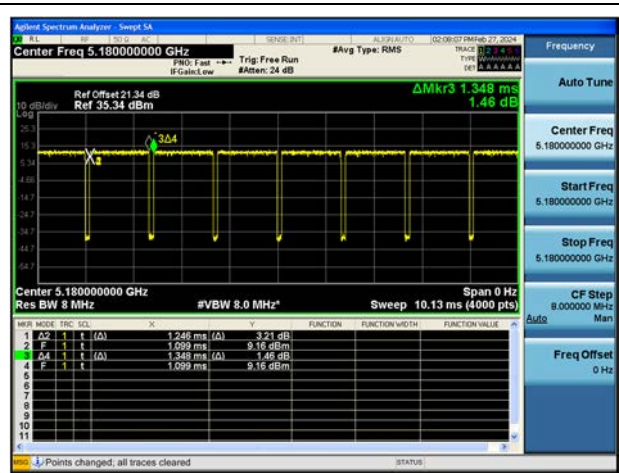 Agilent Spectrum Analyzer - Swept SA
RL RF 50 Ω AC SENSE:INT ALIGN AUTO 02:08:07 PM Feb 27, 2024
Center Freq 5.180000000 GHz #Avg Type: RMS TRACE 1 2 3 4 5 6
PNO: Fast Trig: Free Run TYPE
IFGain:Low #Atten: 24 dB DET A A A A A A
Ref Offset 21.34 dB ΔMkr3 1.348 ms
10 dB/div Ref 35.34 dBm 1.46 dB
Log
25.3
15.3
5.34
-4.66
-14.7
-24.7
-34.7
-44.7
-54.7
3Δ4
X2
Center 5.180000000 GHz Span 0 Hz
Res BW 8 MHz #VBW 8.0 MHz* Sweep 10.13 ms (4000 pts)
MKR MODE TRC SCL X Y FUNCTION FUNCTION WIDTH FUNCTION VALUE
1 Δ2 1 t (Δ) 1.246 ms (Δ) 3.21 dB
2 F 1 t 1.099 ms 9.16 dBm
3 Δ4 1 t (Δ) 1.348 ms (Δ) 1.46 dB
4 F 1 t 1.099 ms 9.16 dBm
5
6
7
8
9
10
11
MSG Points changed; all traces cleared STATUS
Frequency
Auto Tune
Center Freq
5.180000000 GHz
Start Freq
5.180000000 GHz
Stop Freq
5.180000000 GHz
CF Step
8.000000 MHz
Auto Man
Freq Offset
0 Hz